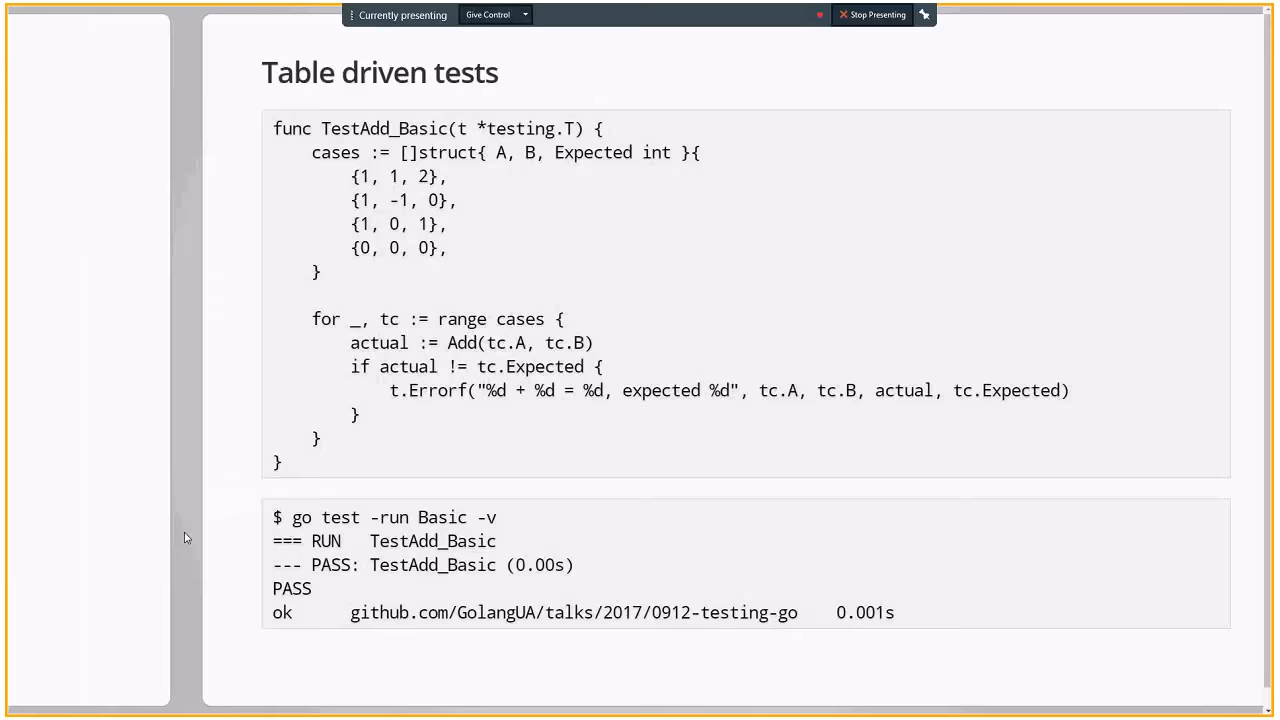 Currently presenting Give Control Stop Presenting
Table driven tests
func TestAdd_Basic(t *testing.T) {
    cases := []struct{ A, B, Expected int }{
        {1, 1, 2},
        {1, -1, 0},
        {1, 0, 1},
        {0, 0, 0},
    }

    for _, tc := range cases {
        actual := Add(tc.A, tc.B)
        if actual != tc.Expected {
            t.Errorf("%d + %d = %d, expected %d", tc.A, tc.B, actual, tc.Expected)
        }
    }
}
$ go test -run Basic -v
=== RUN   TestAdd_Basic
--- PASS: TestAdd_Basic (0.00s)
PASS
ok      github.com/GolangUA/talks/2017/0912-testing-go    0.001s